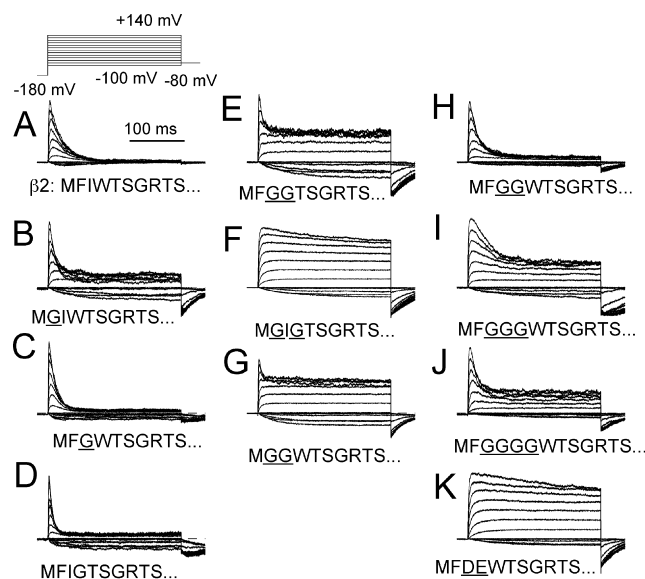 +140 mV
-100 mV
-80 mV
-180 mV
A
100 ms
β2: MFIWTSGRTS...
B
MGIWTSGRTS...
C
MFGWTSGRTS...
D
MFIGTSGRTS...
E
MFGGTSGRTS...
F
MGIGTSGRTS...
G
MGGWTSGRTS...
H
MFGGWTSGRTS...
I
MFGGGWTSGRTS...
J
MFGGGGWTSGRTS...
K
MFDEWTSGRTS...